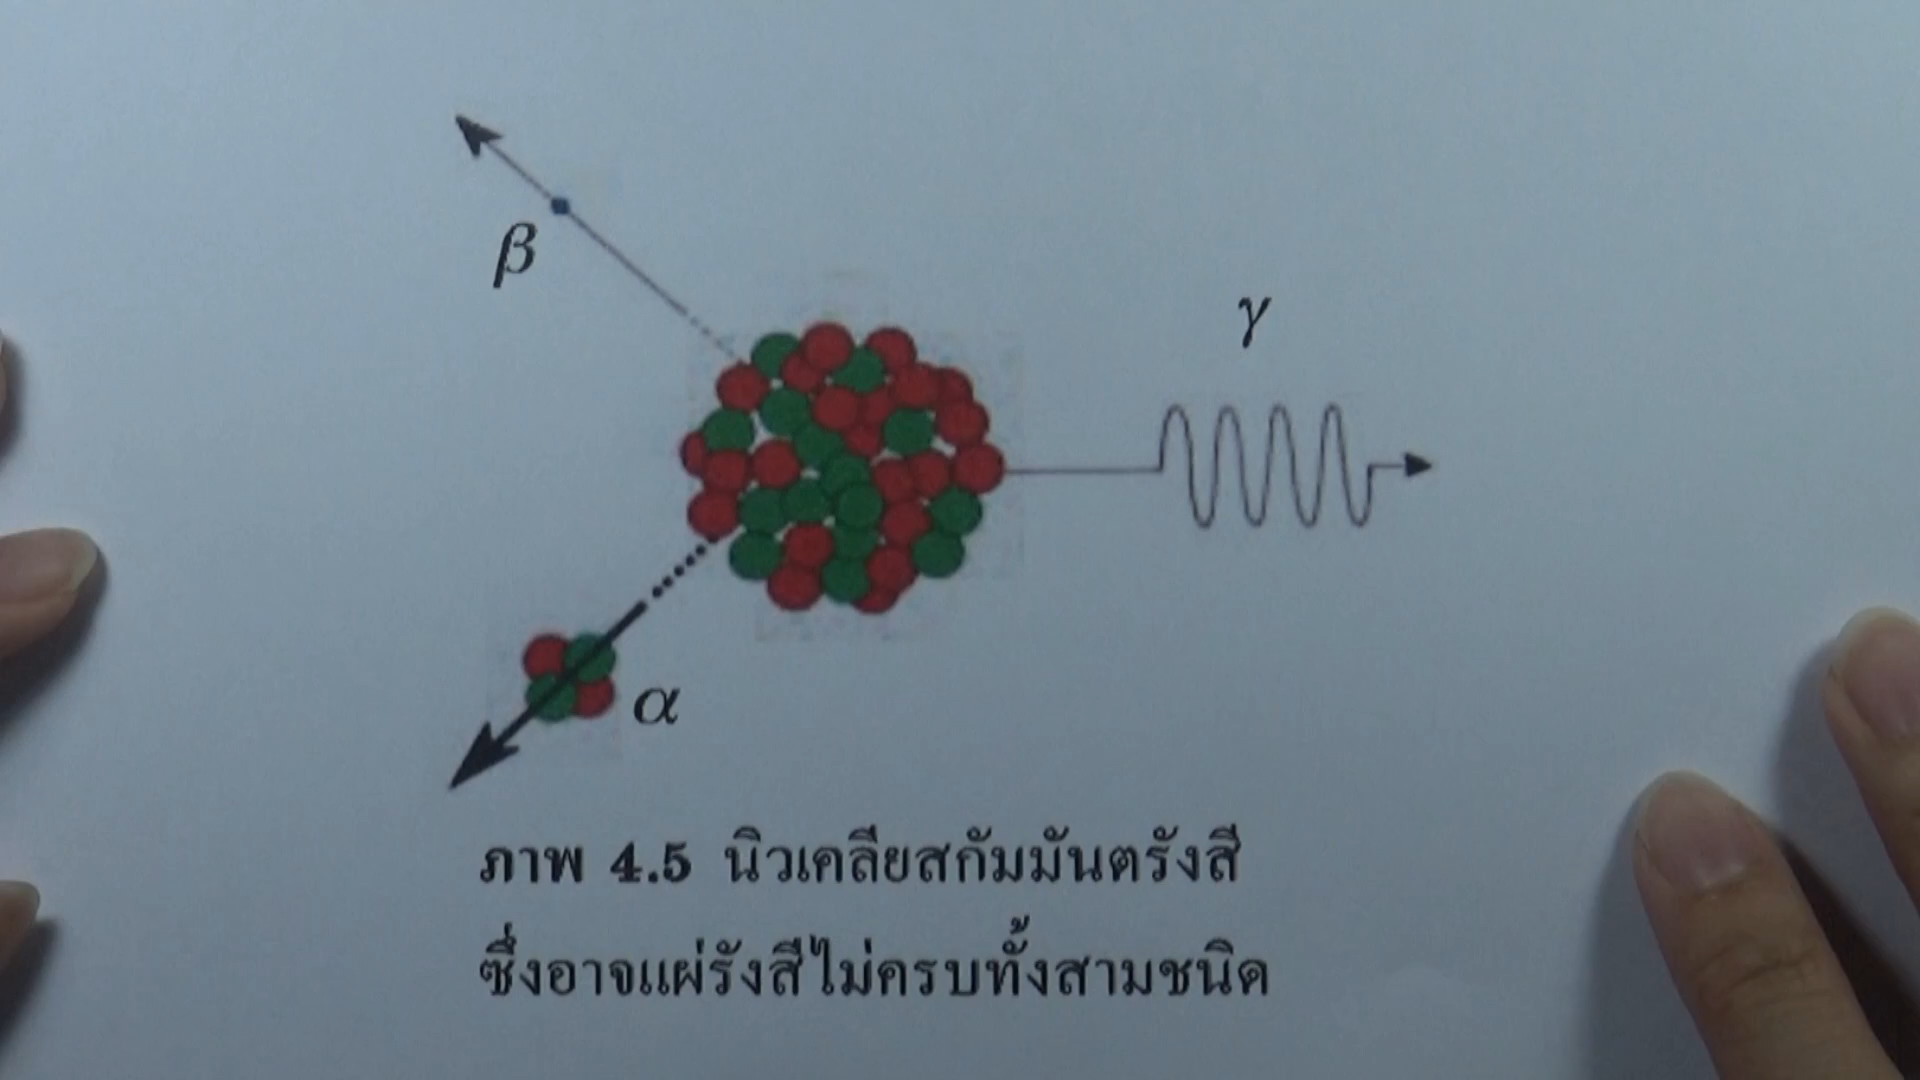 β
γ
α
ภาพ 4.5 นิวเคลียสกัมมันตรังสี
ซึ่งอาจแผ่รังสีไม่ครบทั้งสามชนิด